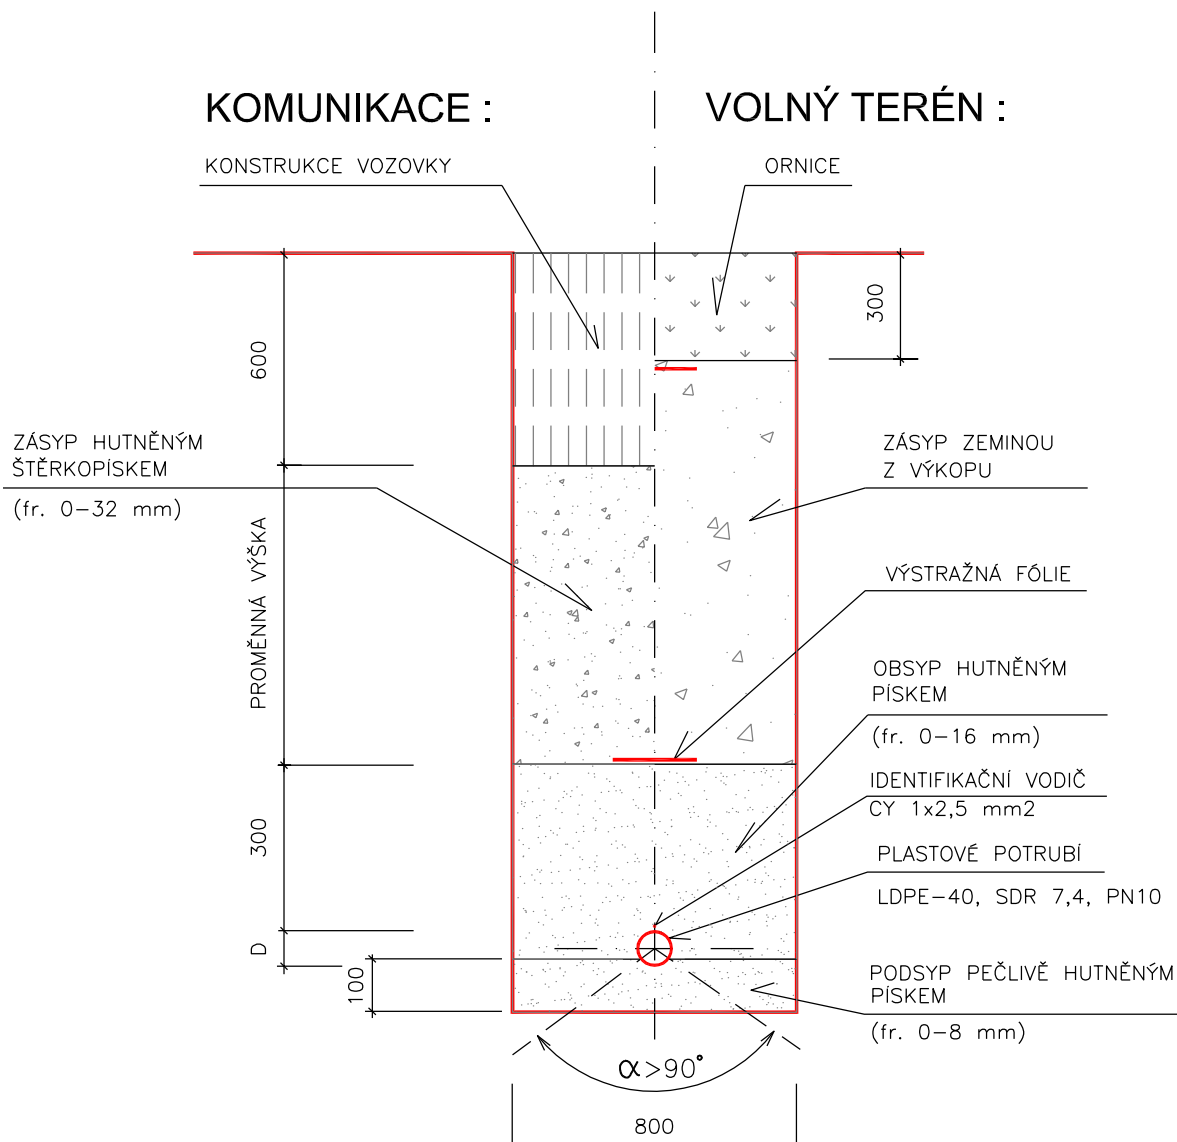 KOMUNIKACE :
VOLNÝ TERÉN :
KONSTRUKCE VOZOVKY
ORNICE
300
600
ZÁSYP HUTNĚNÝM
ŠTĚRKOPÍSKEM
(fr. 0-32 mm)
ZÁSYP ZEMINOU
Z VÝKOPU
PROMĚNNÁ VÝŠKA
VÝSTRAŽNÁ FÓLIE
OBSYP HUTNĚNÝM
PÍSKEM
(fr. 0-16 mm)
IDENTIFIKAČNÍ VODIČ
CY 1x2,5 mm2
300
PLASTOVÉ POTRUBÍ
LDPE-40, SDR 7,4, PN10
D
100
PODSYP PEČLIVĚ HUTNĚNÝM
PÍSKEM
(fr. 0-8 mm)
α>90°
800